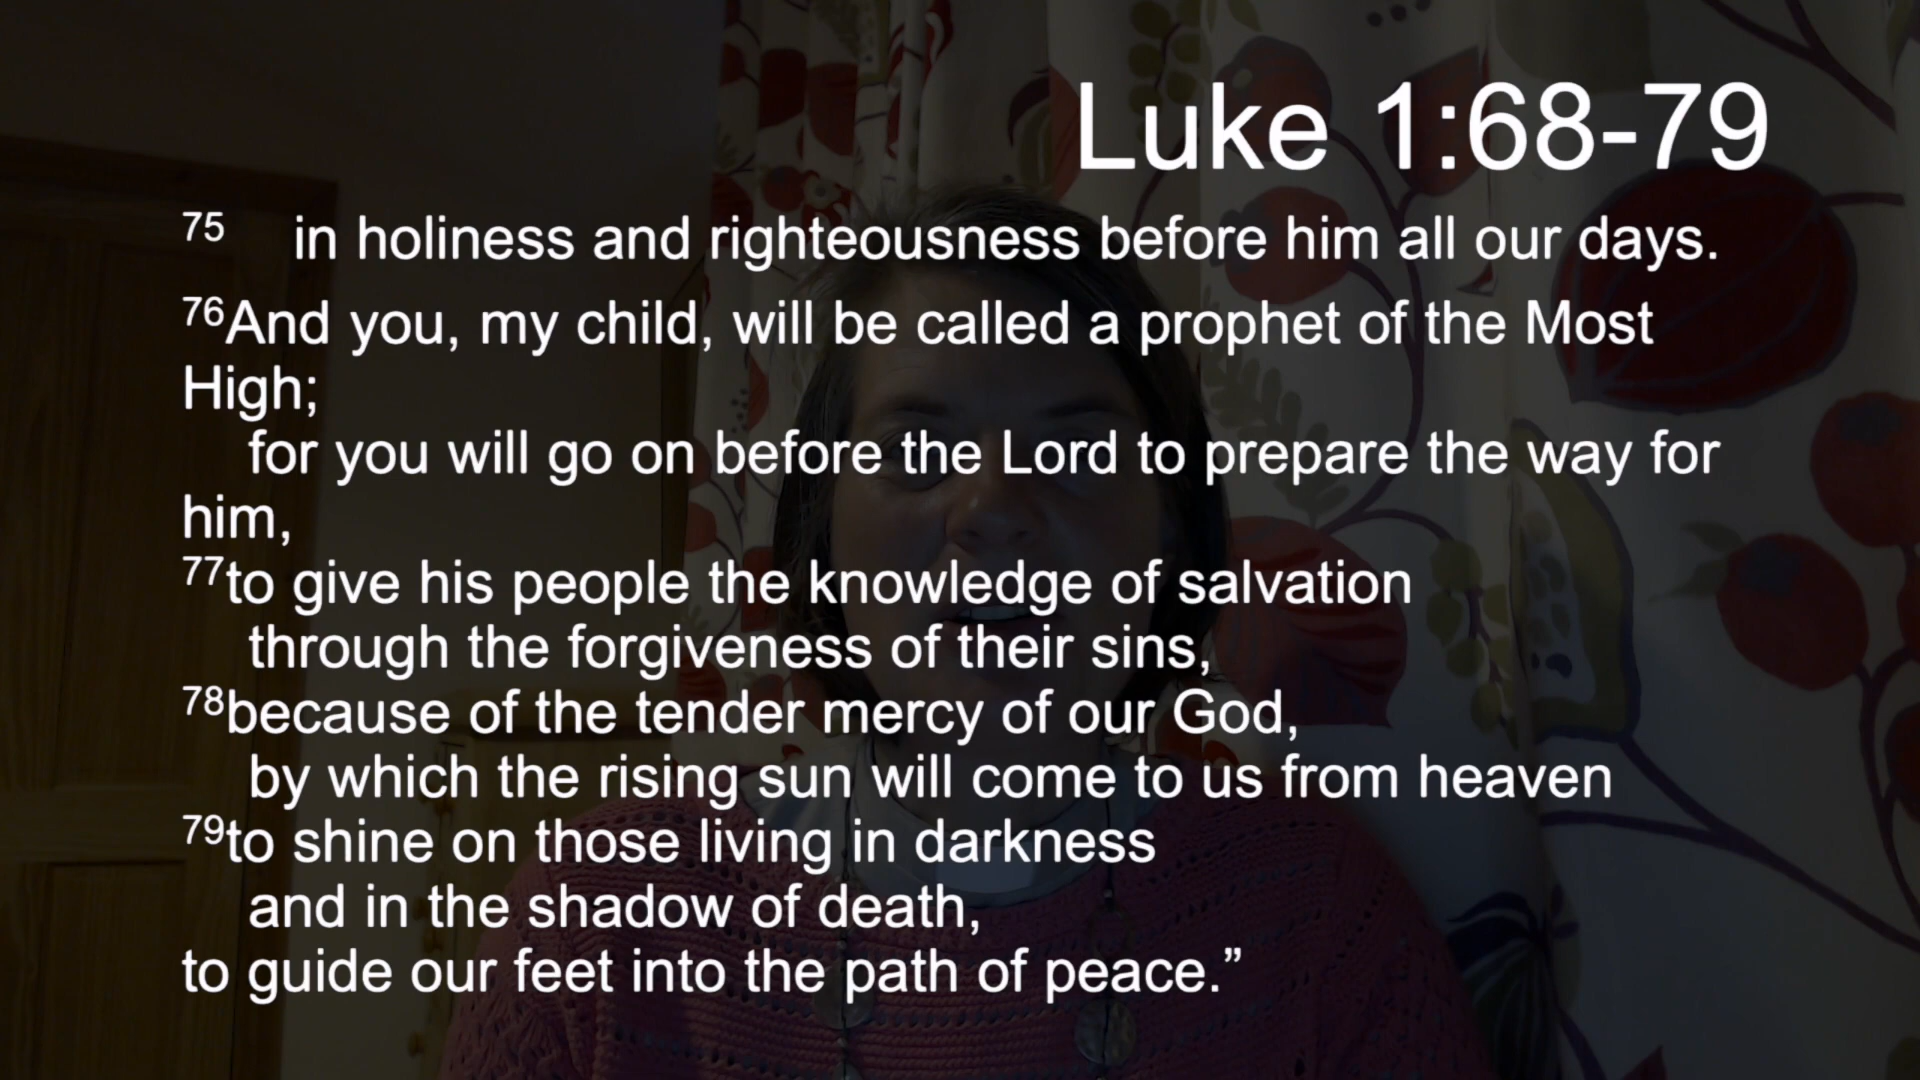 Luke 1:68-79
75 in holiness and righteousness before him all our days.
76And you, my child, will be called a prophet of the Most
High;
for you will go on before the Lord to prepare the way for
him,
77to give his people the knowledge of salvation
through the forgiveness of their sins,
78because of the tender mercy of our God,
by which the rising sun will come to us from heaven
79to shine on those living in darkness
and in the shadow of death,
to guide our feet into the path of peace.”